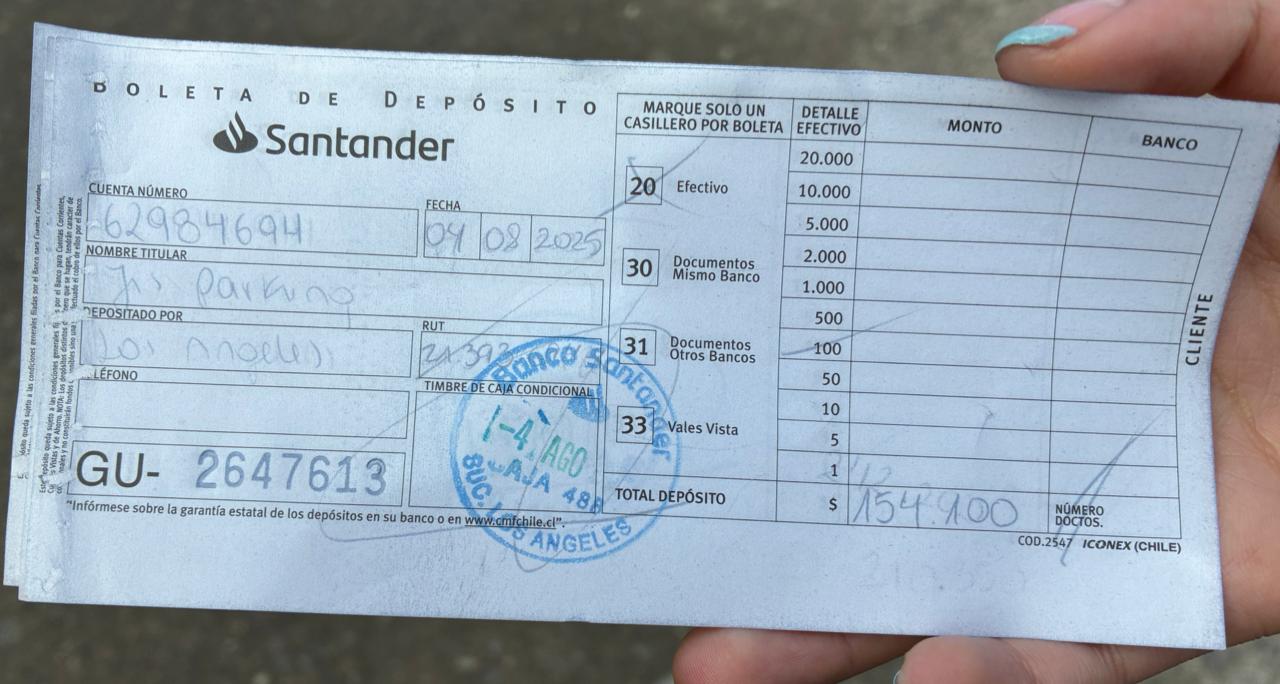 BOLETA DE DEPÓSITO
Santander
CUENTA NÚMERO
62984694
FECHA
04 08 2025
NOMBRE TITULAR
Jis Parking
DEPOSITADO POR
Los Angeles
RUT
TELÉFONO
TIMBRE DE CAJA CONDICIONAL
GU- 2647613
"Infórmese sobre la garantía estatal de los depósitos en su banco o en www.cmfchile.cl".
Banco Santander
-4 AGO
CAJA 48B
SUC. LOS ANGELES
MARQUE SOLO UN
CASILLERO POR BOLETA
20 Efectivo
30 Documentos
Mismo Banco
31 Documentos
Otros Bancos
33 Vales Vista
DETALLE
EFECTIVO
MONTO
BANCO
20.000
10.000
5.000
2.000
1.000
500
100
50
10
5
1
TOTAL DEPÓSITO $ 154.900
NÚMERO
DOCTOS.
COD.2547 ICONEX (CHILE)
CLIENTE